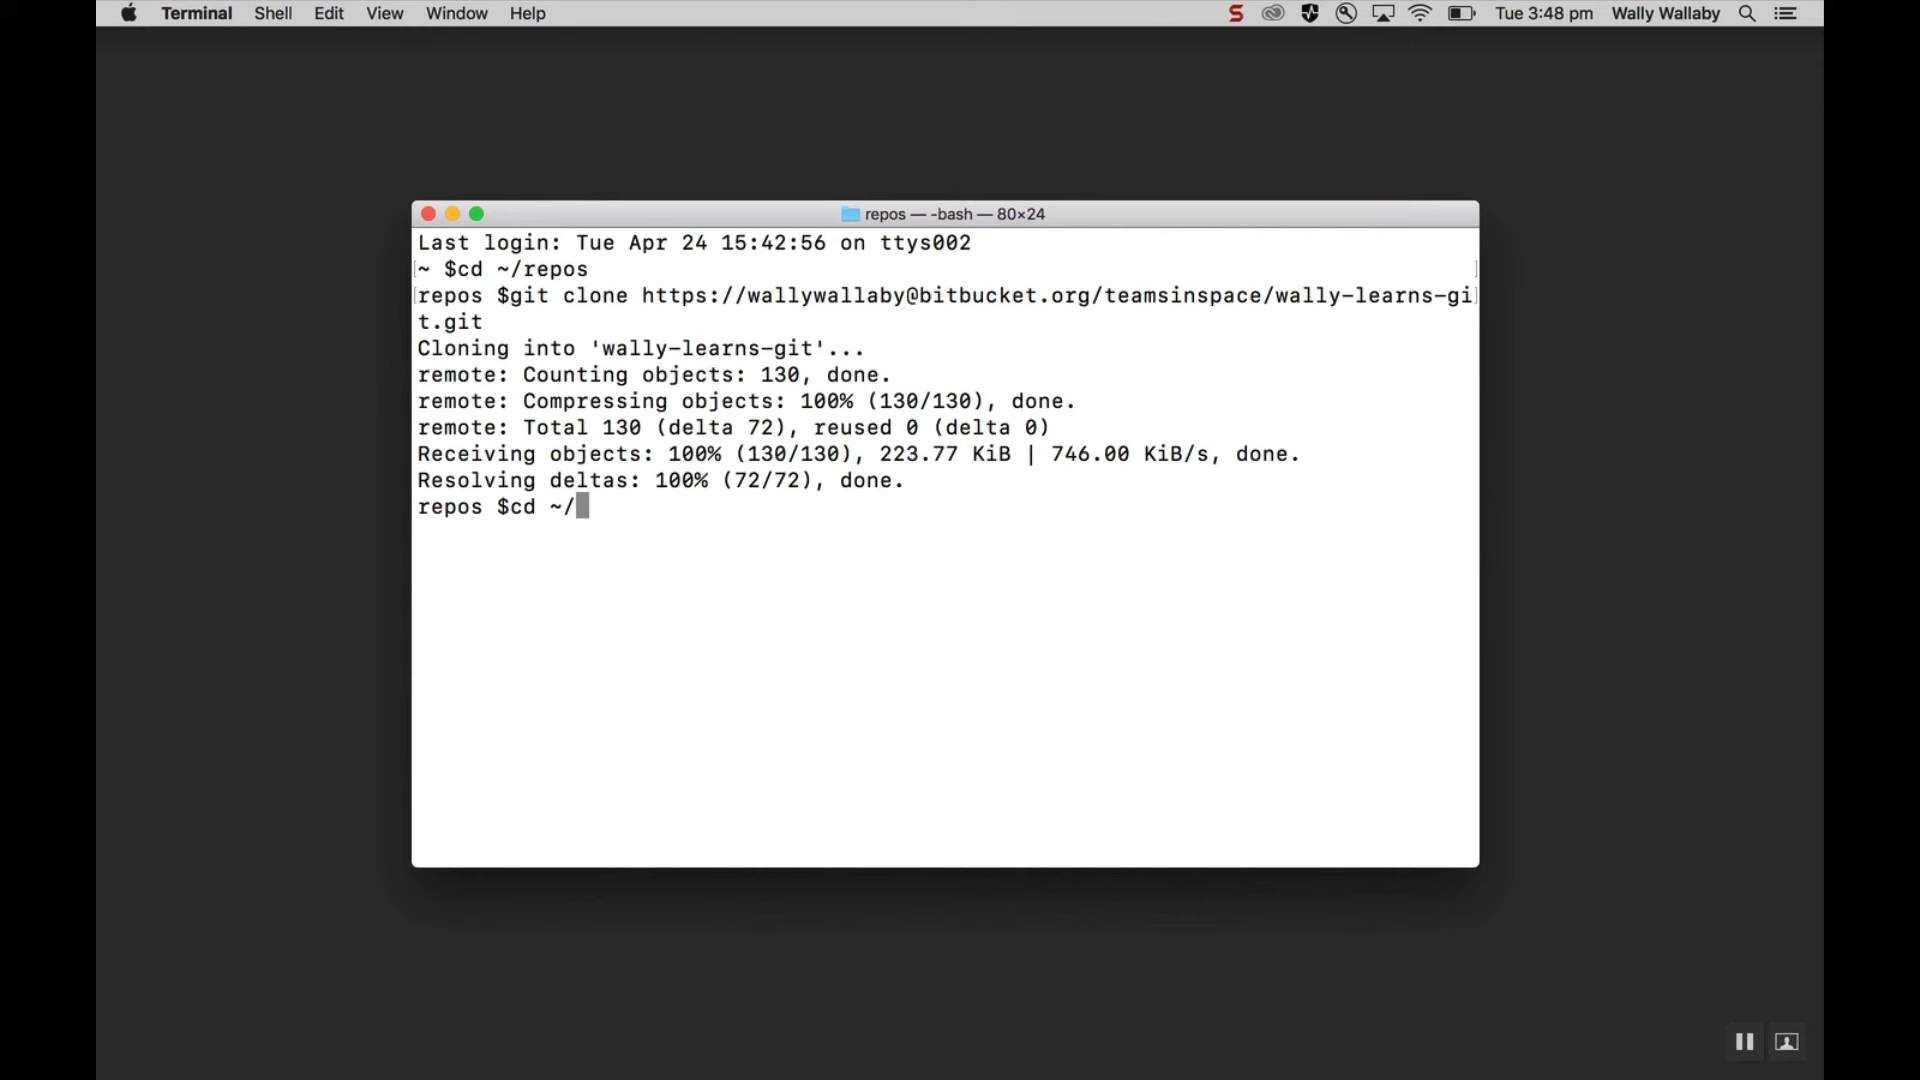 Terminal Shell Edit View Window Help Tue 3:48 pm Wally Wallaby
repos — -bash — 80×24
Last login: Tue Apr 24 15:42:56 on ttys002
[~ $cd ~/repos ]
[repos $git clone https://wallywallaby@bitbucket.org/teamsinspace/wally-learns-gi]
t.git
Cloning into 'wally-learns-git'...
remote: Counting objects: 130, done.
remote: Compressing objects: 100% (130/130), done.
remote: Total 130 (delta 72), reused 0 (delta 0)
Receiving objects: 100% (130/130), 223.77 KiB | 746.00 KiB/s, done.
Resolving deltas: 100% (72/72), done.
repos $cd ~/